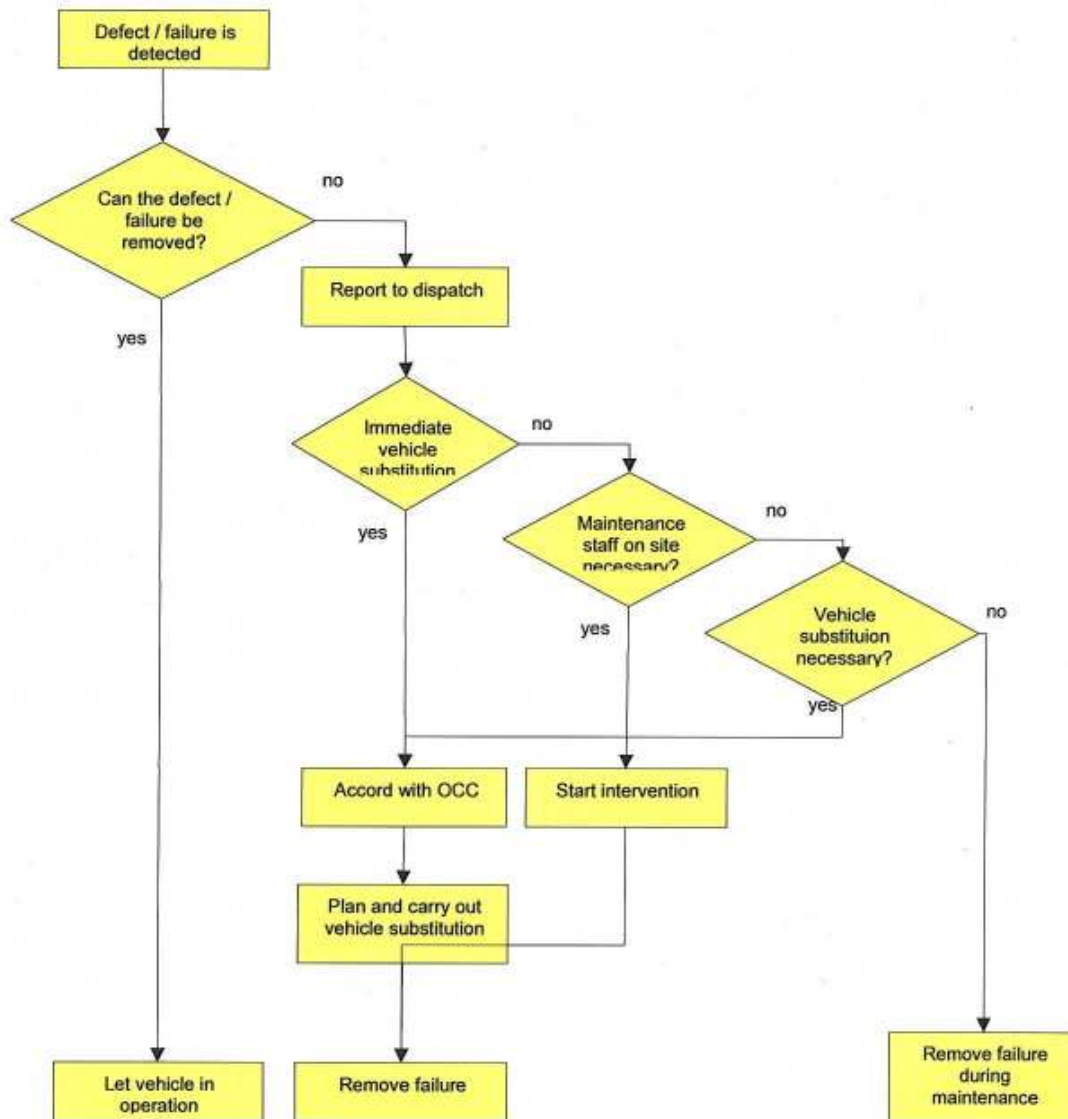 Defect / failure is
detected
no
Can the defect /
failure be
removed?
Report to dispatch
yes
Immediate
vehicle
substitution
no
no
Maintenance
staff on site
necessary?
yes
no
Vehicle
substituion
necessary?
yes
yes
Accord with OCC
Start intervention
Plan and carry out
vehicle substitution
Remove failure
during
maintenance
Let vehicle in
operation
Remove failure